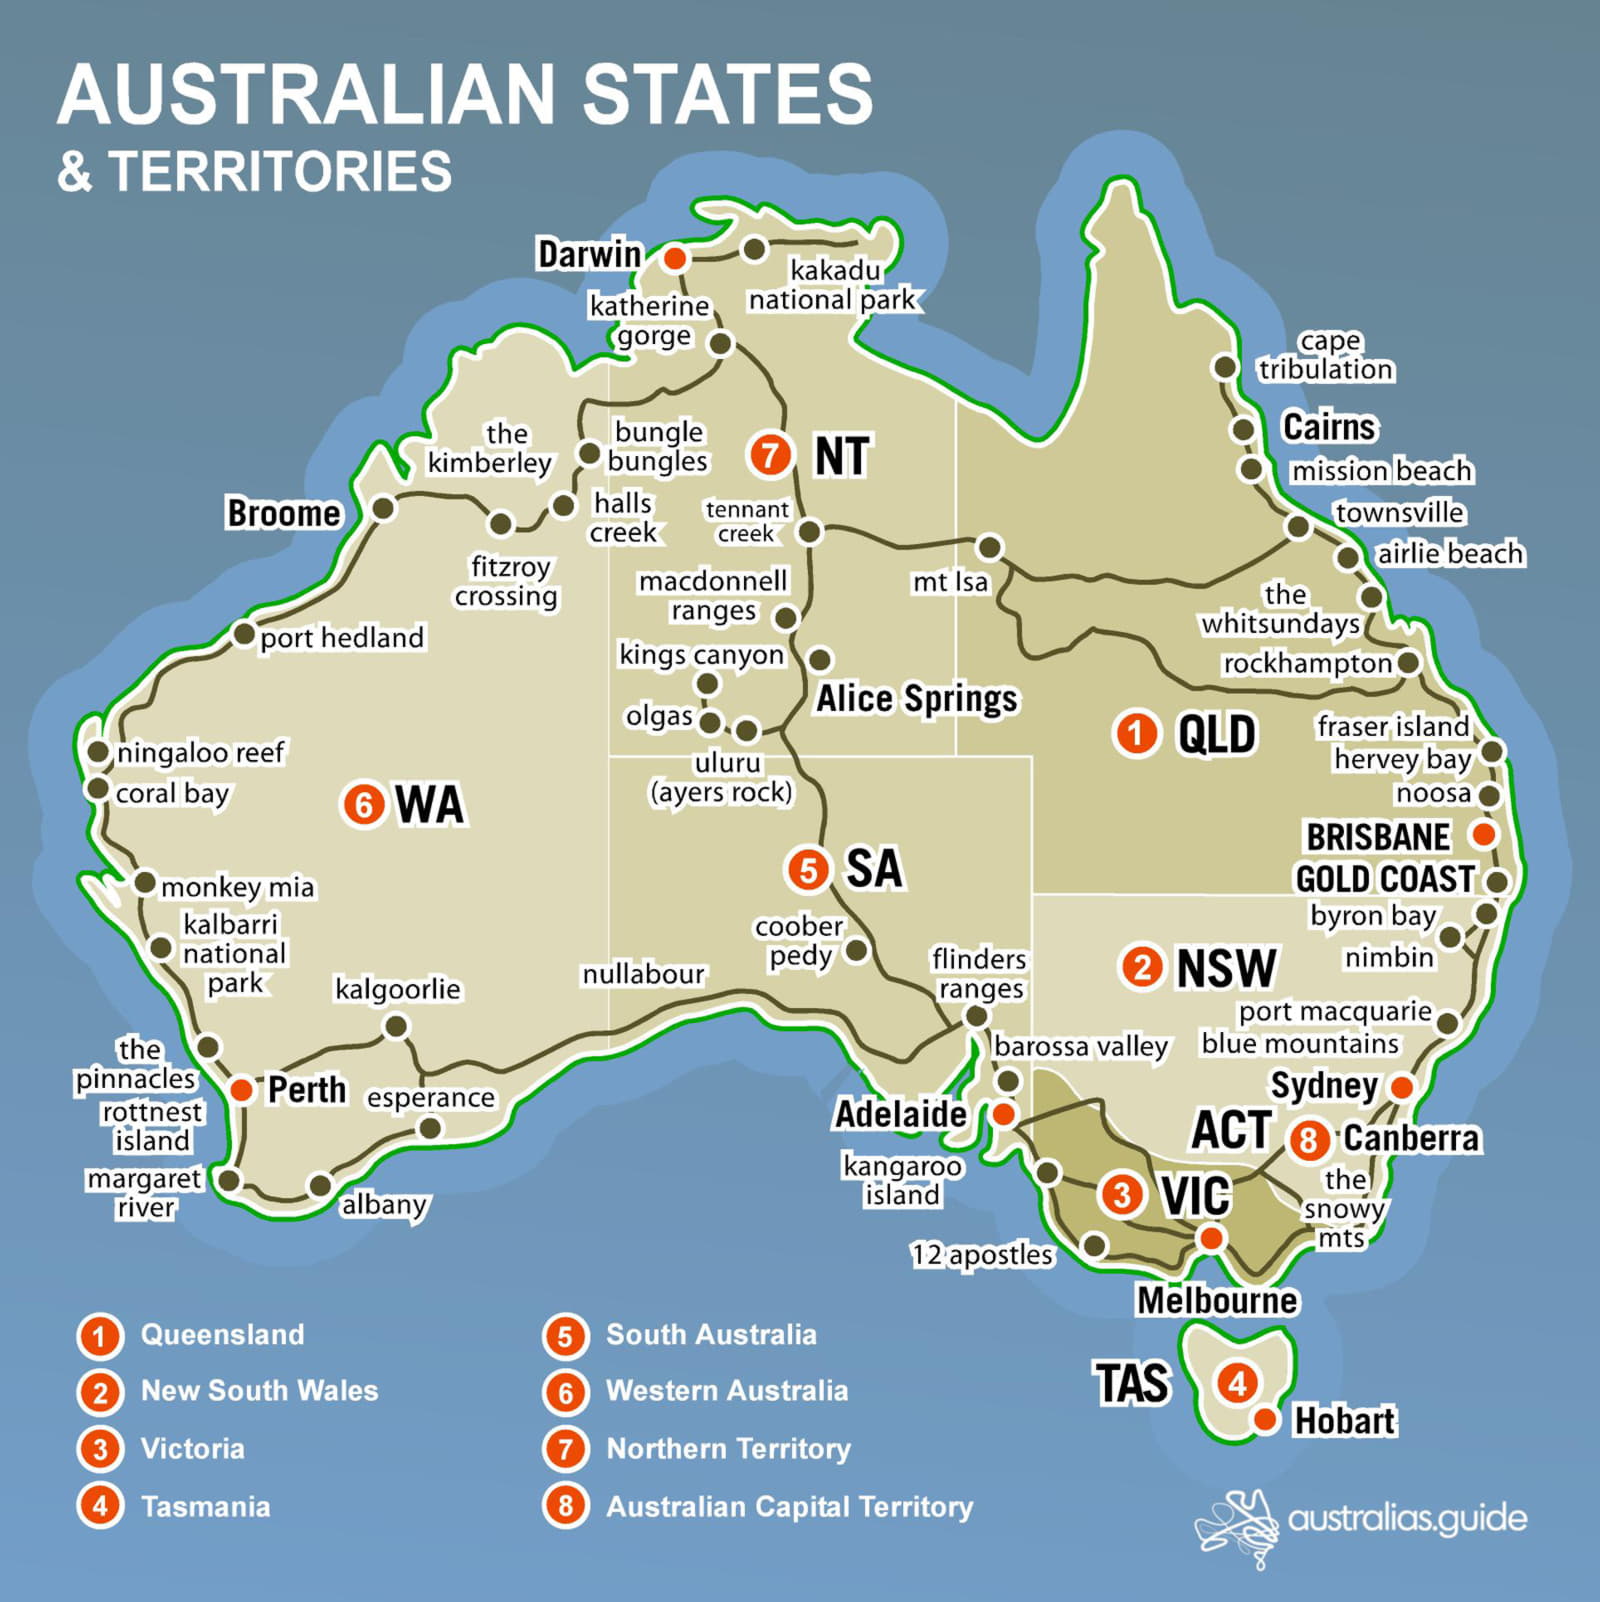 AUSTRALIAN STATES
& TERRITORIES
Darwin
kakadu
national park
katherine
gorge
cape
tribulation
Cairns
mission beach
townsville
airlie beach
the
whitsundays
rockhampton
the
kimberley
bungle
bungles
7 NT
Broome
halls
creek
tennant
creek
fitzroy
crossing
mt Isa
macdonnell
ranges
port hedland
kings canyon
Alice Springs
olgas
uluru
(ayers rock)
1 QLD
fraser island
hervey bay
noosa
BRISBANE
GOLD COAST
ningaloo reef
coral bay
6 WA
5 SA
monkey mia
kalbarri
national
park
coober
pedy
byron bay
nimbin
flinders
ranges
2 NSW
nullabour
kalgoorlie
port macquarie
blue mountains
the
pinnacles
barossa valley
Perth
esperance
Sydney
rottnest
island
Adelaide
ACT 8 Canberra
margaret
river
albany
kangaroo
island
3 VIC
the
snowy
mts
12 apostles
Melbourne
TAS
4
Hobart
1 Queensland
2 New South Wales
3 Victoria
4 Tasmania
5 South Australia
6 Western Australia
7 Northern Territory
8 Australian Capital Territory
australias.guide